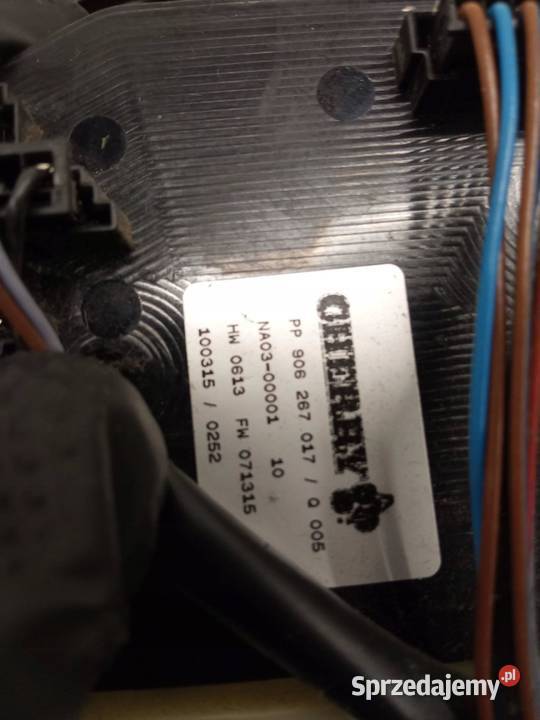 CHERRY
PP 906 267 017 / Q 005
NA03-00001 10
HW 0613 FW 071315
100315 / 0252
Sprzedajemy.pl